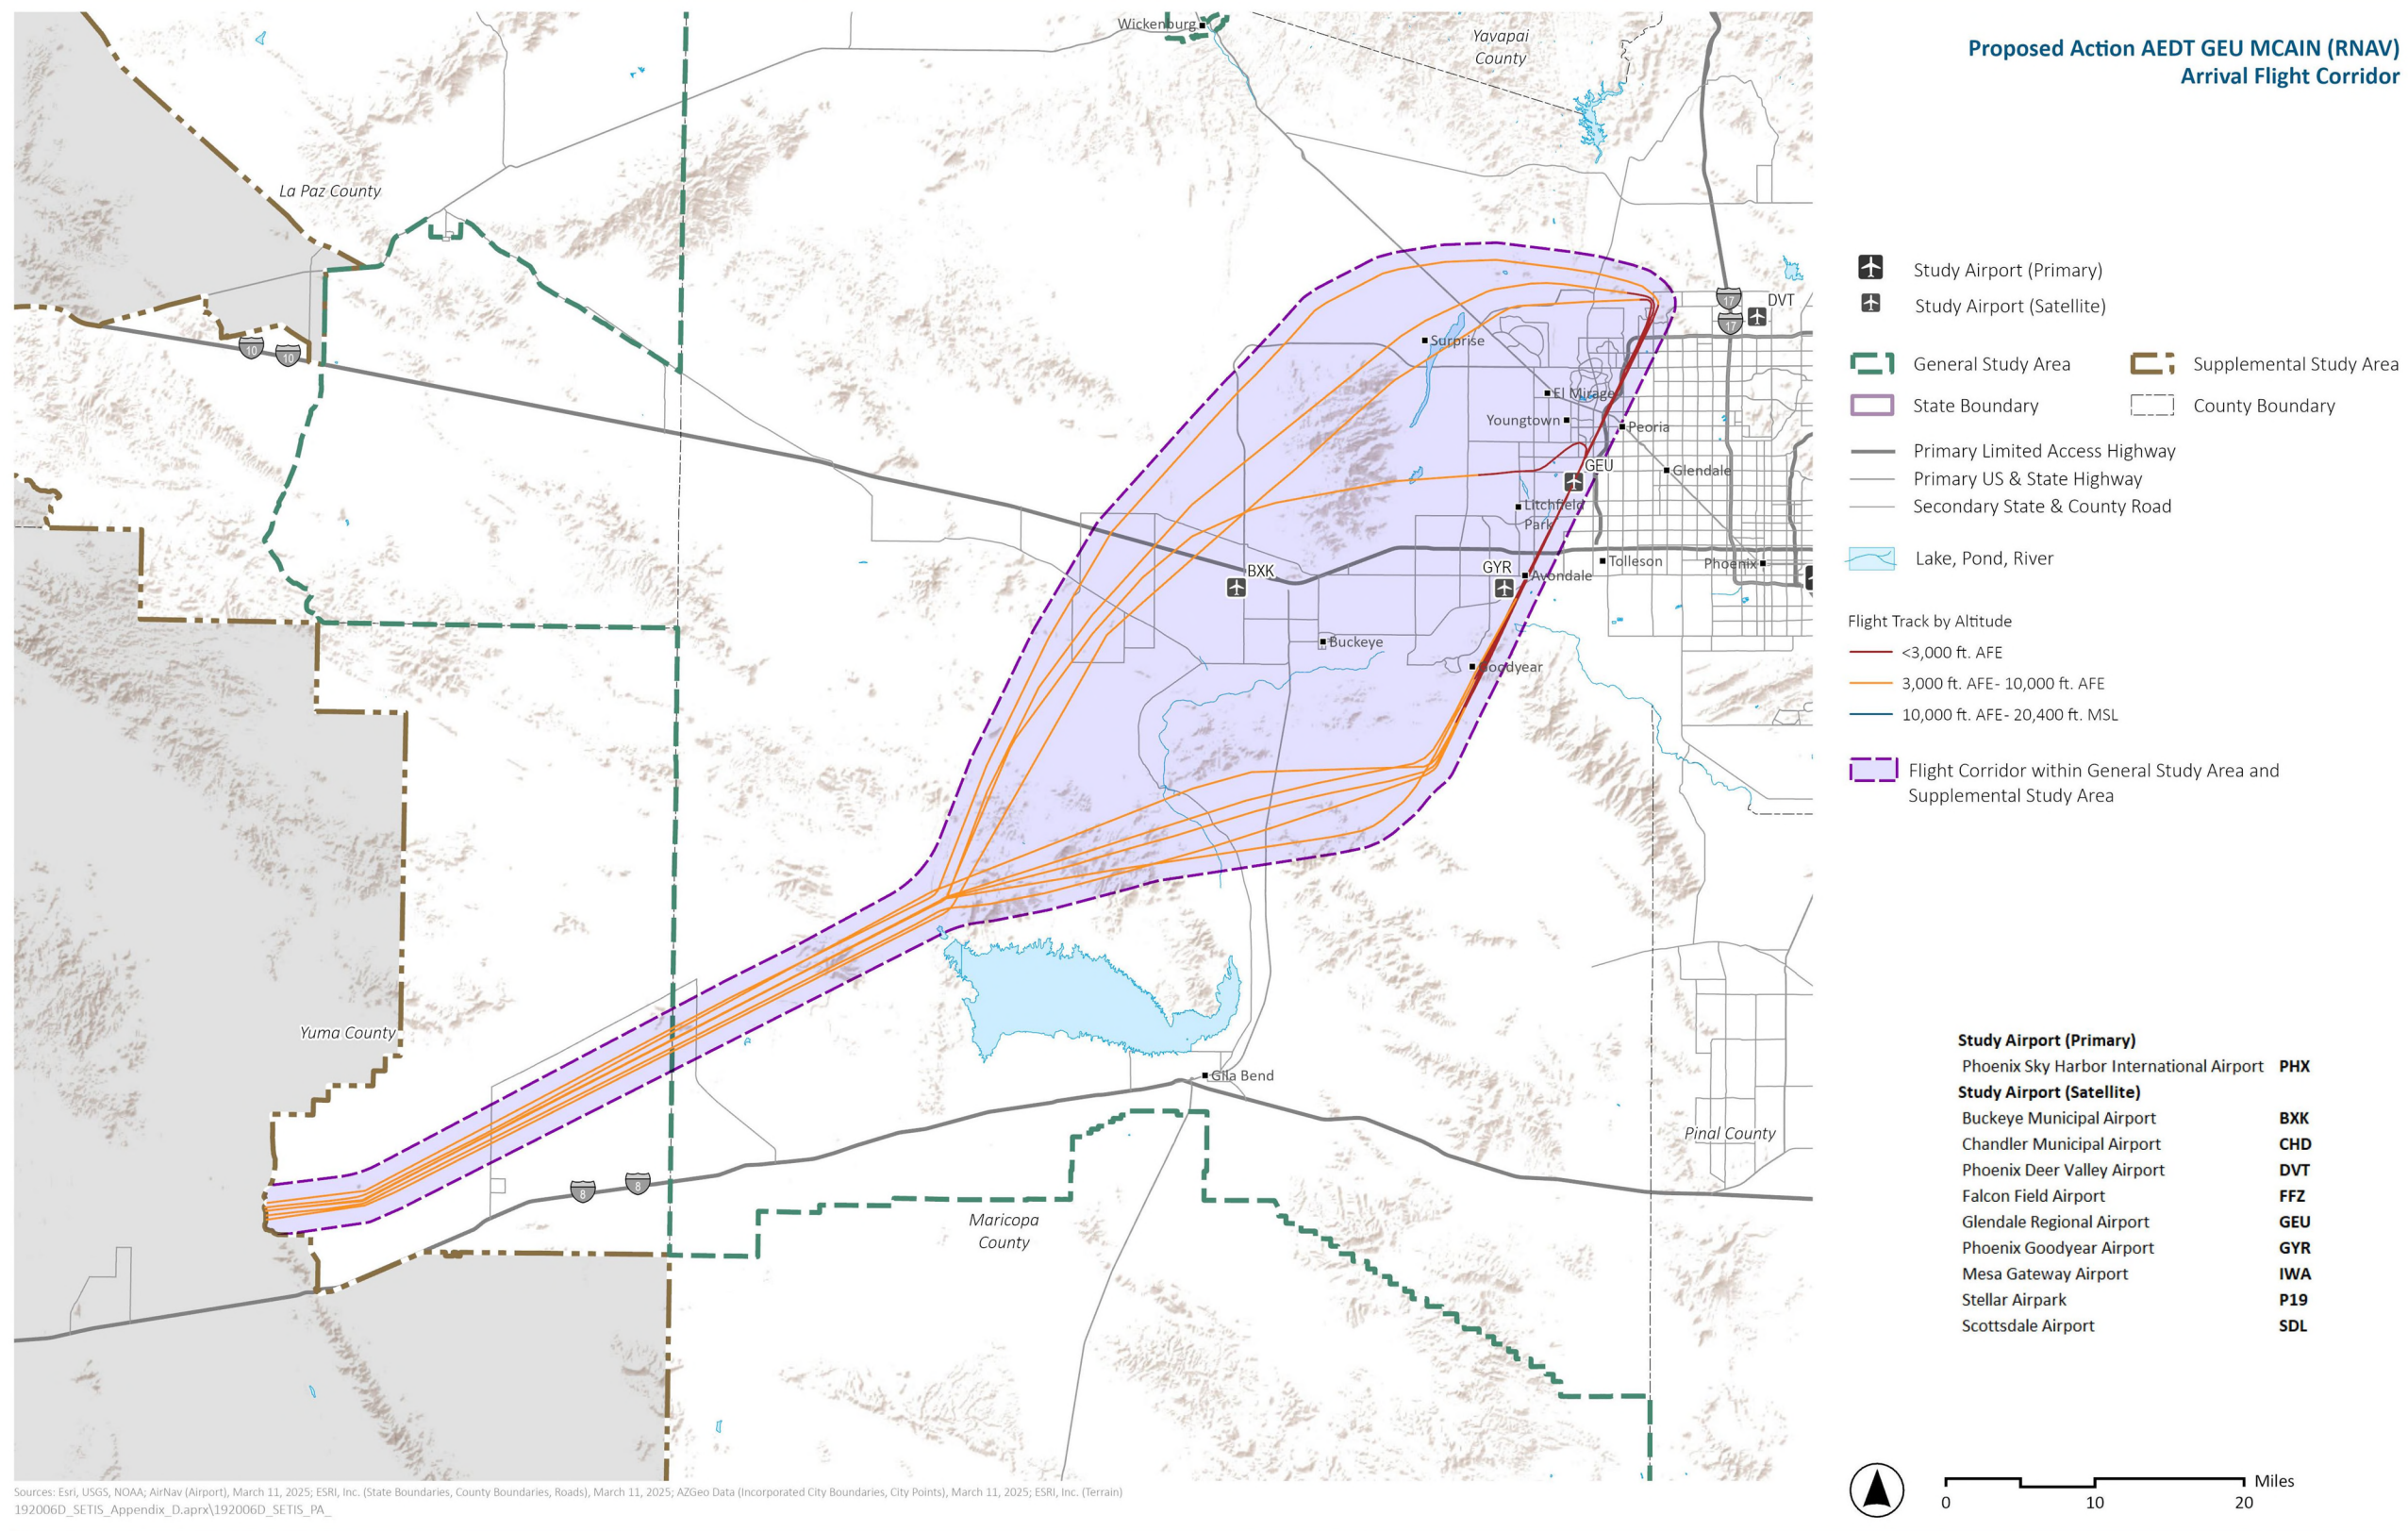 Proposed Action AEDT GEU MCAIN (RNAV)
Arrival Flight Corridor
Wickenburg
Yavapai
County
La Paz County
10
10
17
17
DVT
Surprise
El Mirage
Youngtown
Peoria
GEU
Glendale
Litchfield
Park
BXK
GYR
Avondale
Tolleson
Phoenix
Buckeye
Goodyear
Yuma County
Gila Bend
Pinal County
8
8
Maricopa
County
Study Airport (Primary)
Study Airport (Satellite)
General Study Area
Supplemental Study Area
State Boundary
County Boundary
Primary Limited Access Highway
Primary US & State Highway
Secondary State & County Road
Lake, Pond, River
Flight Track by Altitude
<3,000 ft. AFE
3,000 ft. AFE- 10,000 ft. AFE
10,000 ft. AFE- 20,400 ft. MSL
Flight Corridor within General Study Area and
Supplemental Study Area
Study Airport (Primary)
Phoenix Sky Harbor International Airport PHX
Study Airport (Satellite)
Buckeye Municipal Airport BXK
Chandler Municipal Airport CHD
Phoenix Deer Valley Airport DVT
Falcon Field Airport FFZ
Glendale Regional Airport GEU
Phoenix Goodyear Airport GYR
Mesa Gateway Airport IWA
Stellar Airpark P19
Scottsdale Airport SDL
Miles
0 10 20
Sources: Esri, USGS, NOAA; AirNav (Airport), March 11, 2025; ESRI, Inc. (State Boundaries, County Boundaries, Roads), March 11, 2025; AZGeo Data (Incorporated City Boundaries, City Points), March 11, 2025; ESRI, Inc. (Terrain)
192006D_SETIS_Appendix_D.aprx\192006D_SETIS_PA_